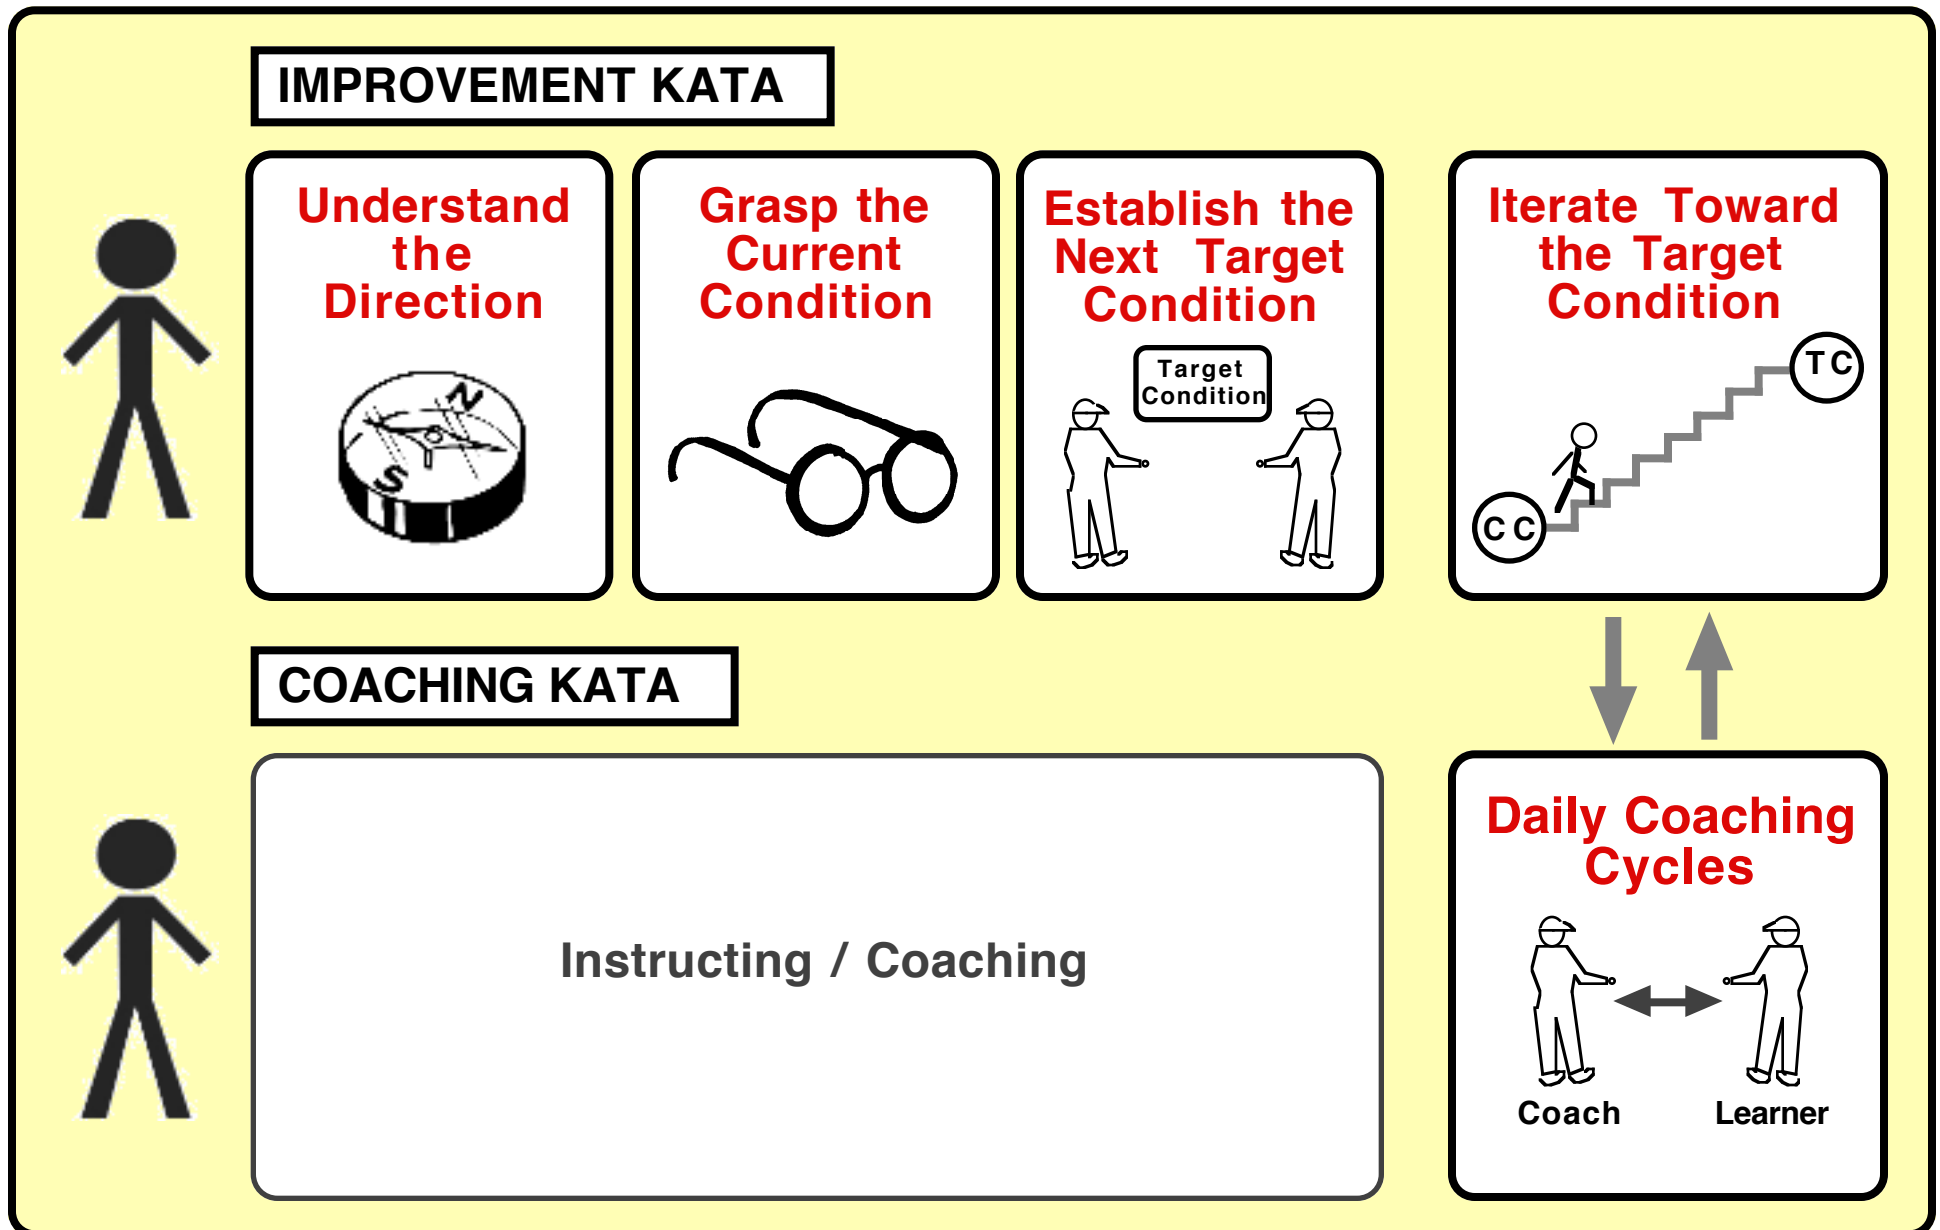 IMPROVEMENT KATA
Understand
the
Direction
N
S
Grasp the
Current
Condition
Establish the
Next Target
Condition
Target
Condition
Iterate Toward
the Target
Condition
TC
CC
COACHING KATA
Instructing / Coaching
Daily Coaching
Cycles
Coach
Learner